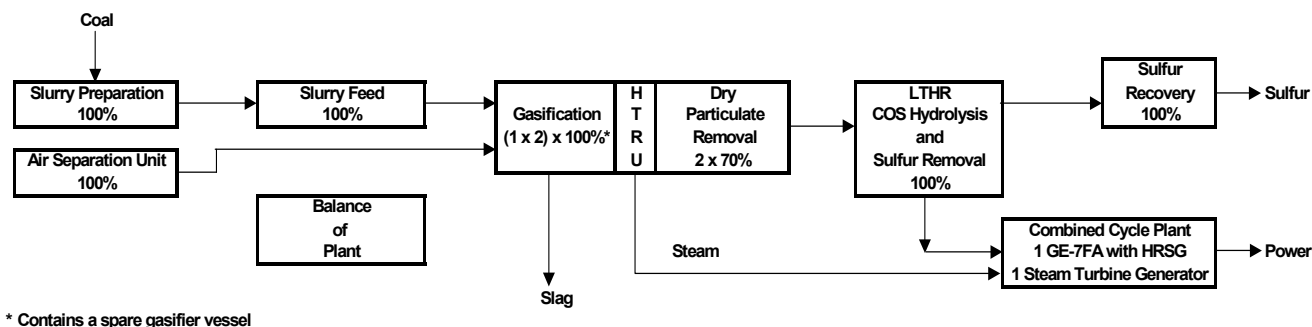 Coal
Slurry Preparation
100%
Slurry Feed
100%
Air Separation Unit
100%
Balance
of
Plant
Gasification
(1 x 2) x 100%*
H
T
R
U
Dry
Particulate
Removal
2 x 70%
LTHR
COS Hydrolysis
and
Sulfur Removal
100%
Sulfur
Recovery
100%
Sulfur
Steam
Combined Cycle Plant
1 GE-7FA with HRSG
1 Steam Turbine Generator
Power
Slag
* Contains a spare gasifier vessel